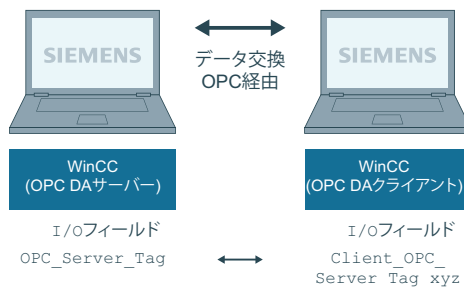 SIEMENS
データ交換
OPC経由
SIEMENS
WinCC
(OPC DAサーバー)
WinCC
(OPC DAクライアント)
I/Oフィールド
I/Oフィールド
OPC_Server_Tag
Client_OPC_
Server Tag xyz